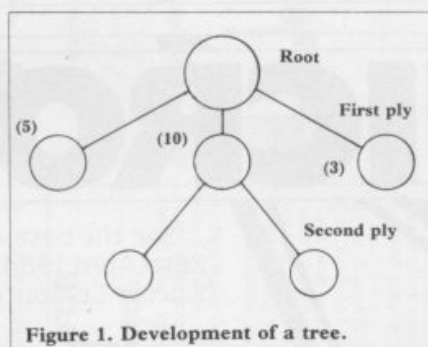 Root
First ply
(5)
(10)
(3)
Second ply
Figure 1. Development of a tree.